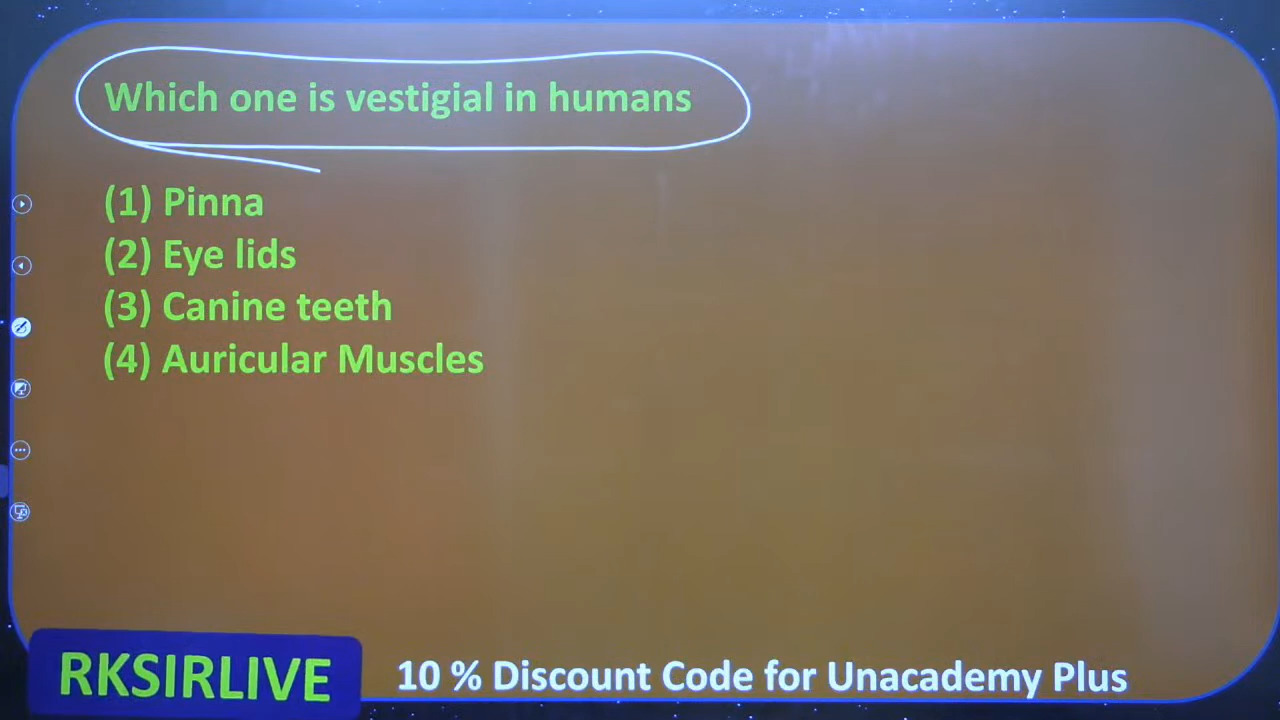 Which one is vestigial in humans
(1) Pinna
(2) Eye lids
(3) Canine teeth
(4) Auricular Muscles
RKSIRLIVE
10 % Discount Code for Unacademy Plus